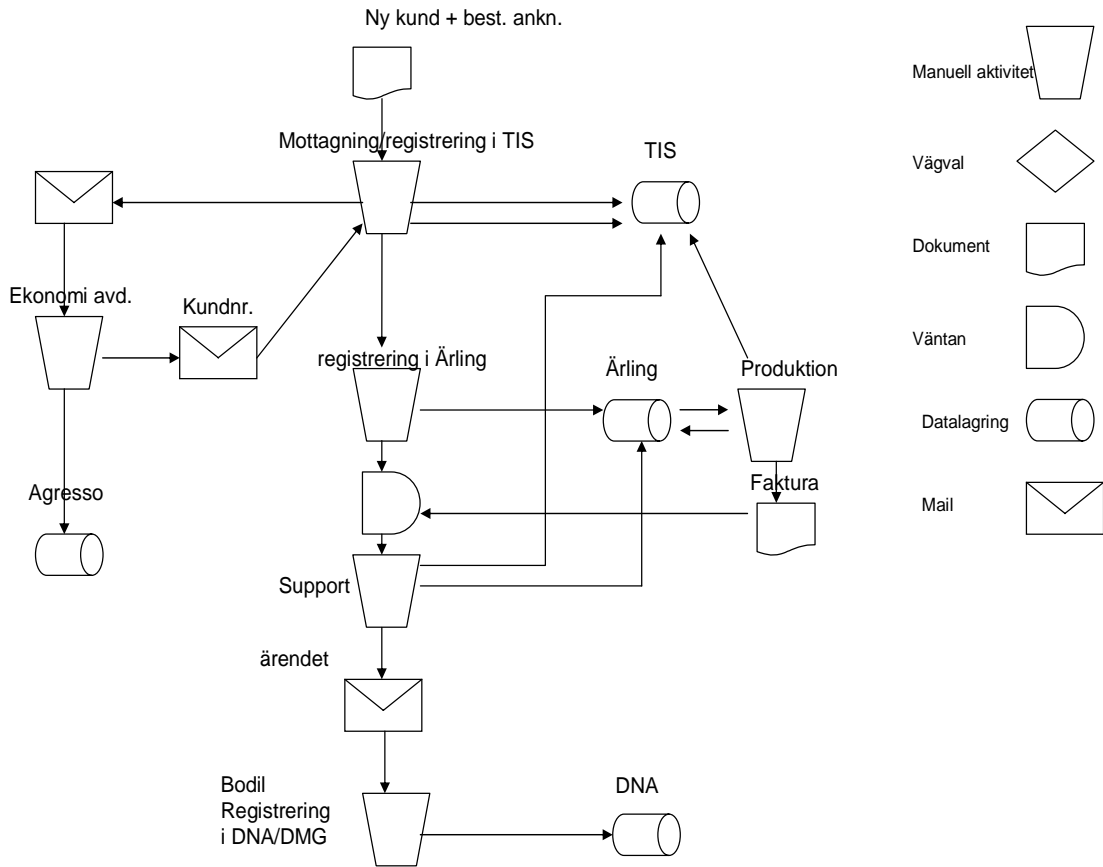 Ny kund + best. ankn.
Manuell aktivitet
Mottagning/registrering i TIS
TIS
Vägval
Dokument
Ekonomi avd.
Kundnr.
registrering i Ärling
Ärling
Produktion
Väntan
Datalagring
Agresso
Faktura
Mail
Support
ärendet
Bodil
Registrering
i DNA/DMG
DNA